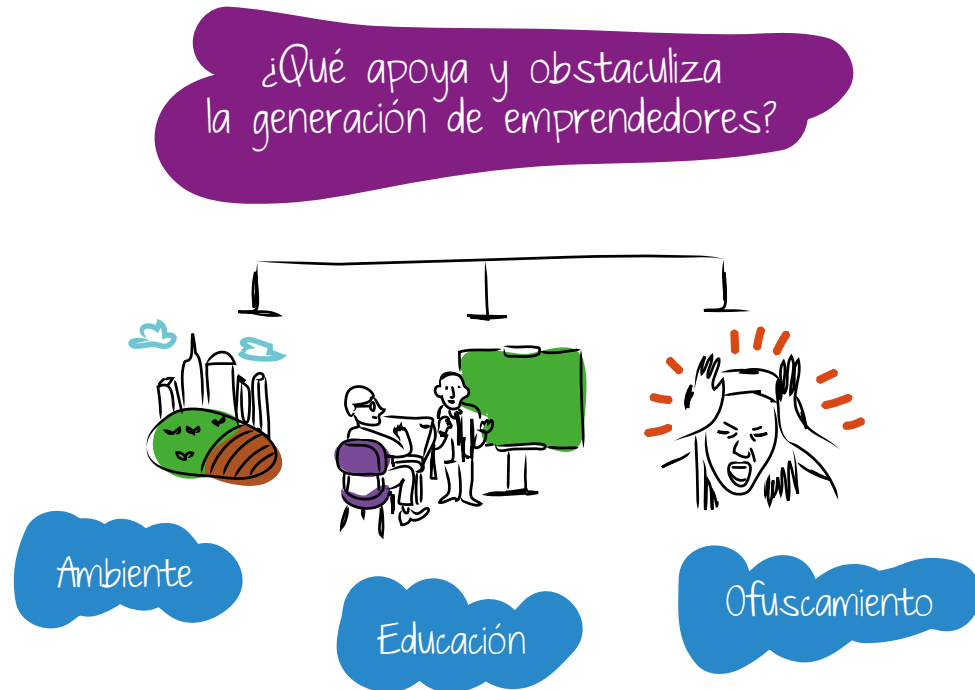 ¿Qué apoya y obstaculiza
la generación de emprendedores?
Ambiente
Educación
Ofuscamiento